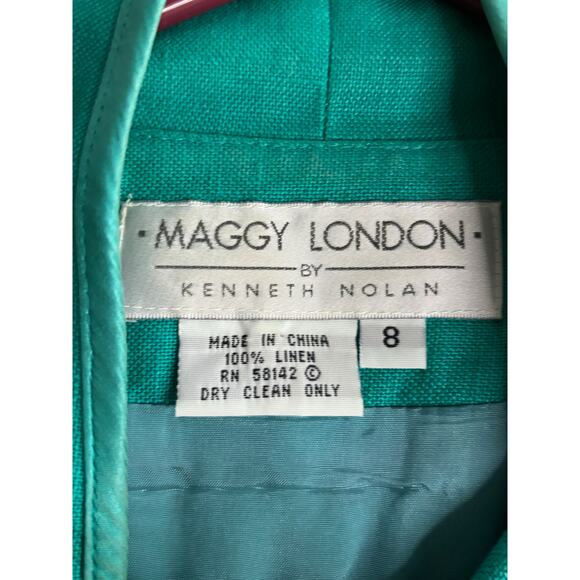 · MAGGY LONDON ·
BY
KENNETH NOLAN
MADE IN CHINA
100% LINEN
RN 58142 ©
DRY CLEAN ONLY
8